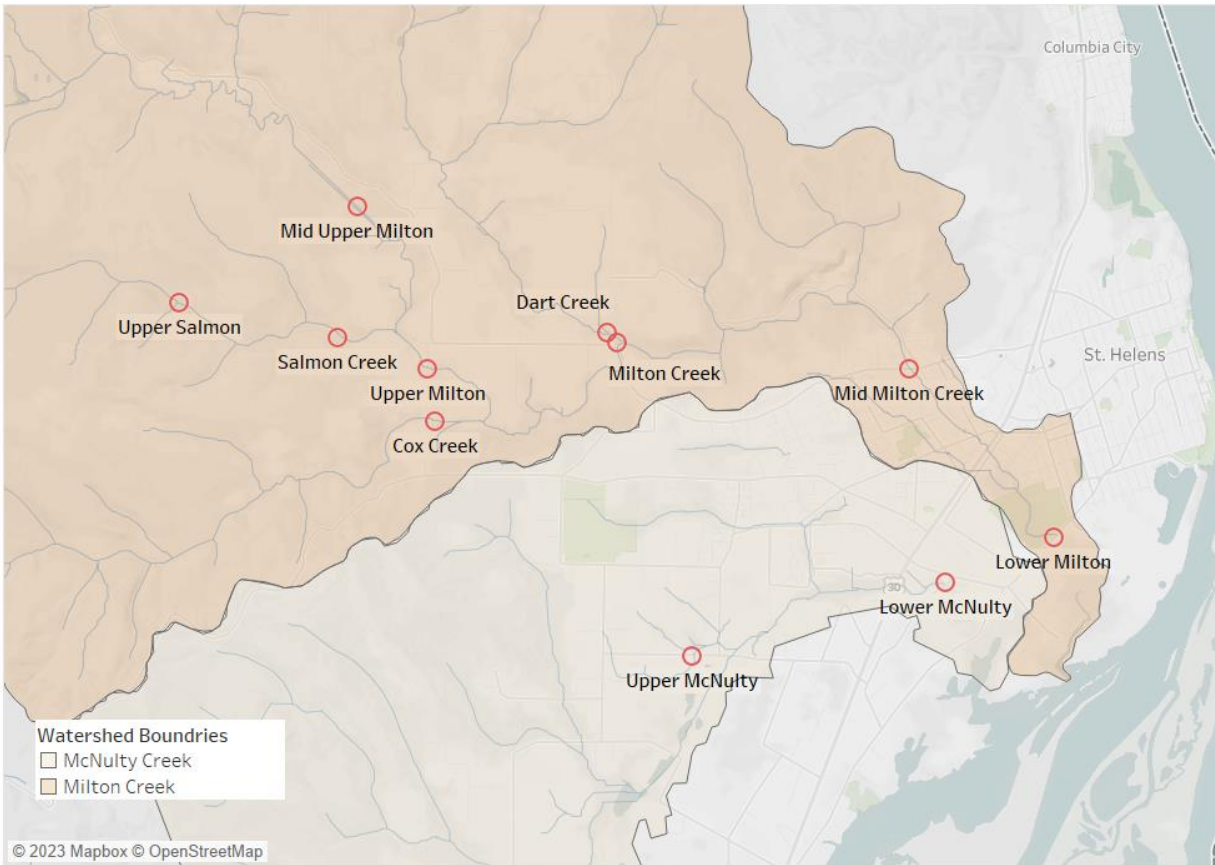 Columbia City
Mid Upper Milton
Dart Creek
Upper Salmon
Salmon Creek
Milton Creek
St. Helens
Upper Milton
Mid Milton Creek
Cox Creek
Lower Milton
30
Lower McNulty
Upper McNulty
Watershed Boundries
McNulty Creek
Milton Creek
© 2023 Mapbox © OpenStreetMap